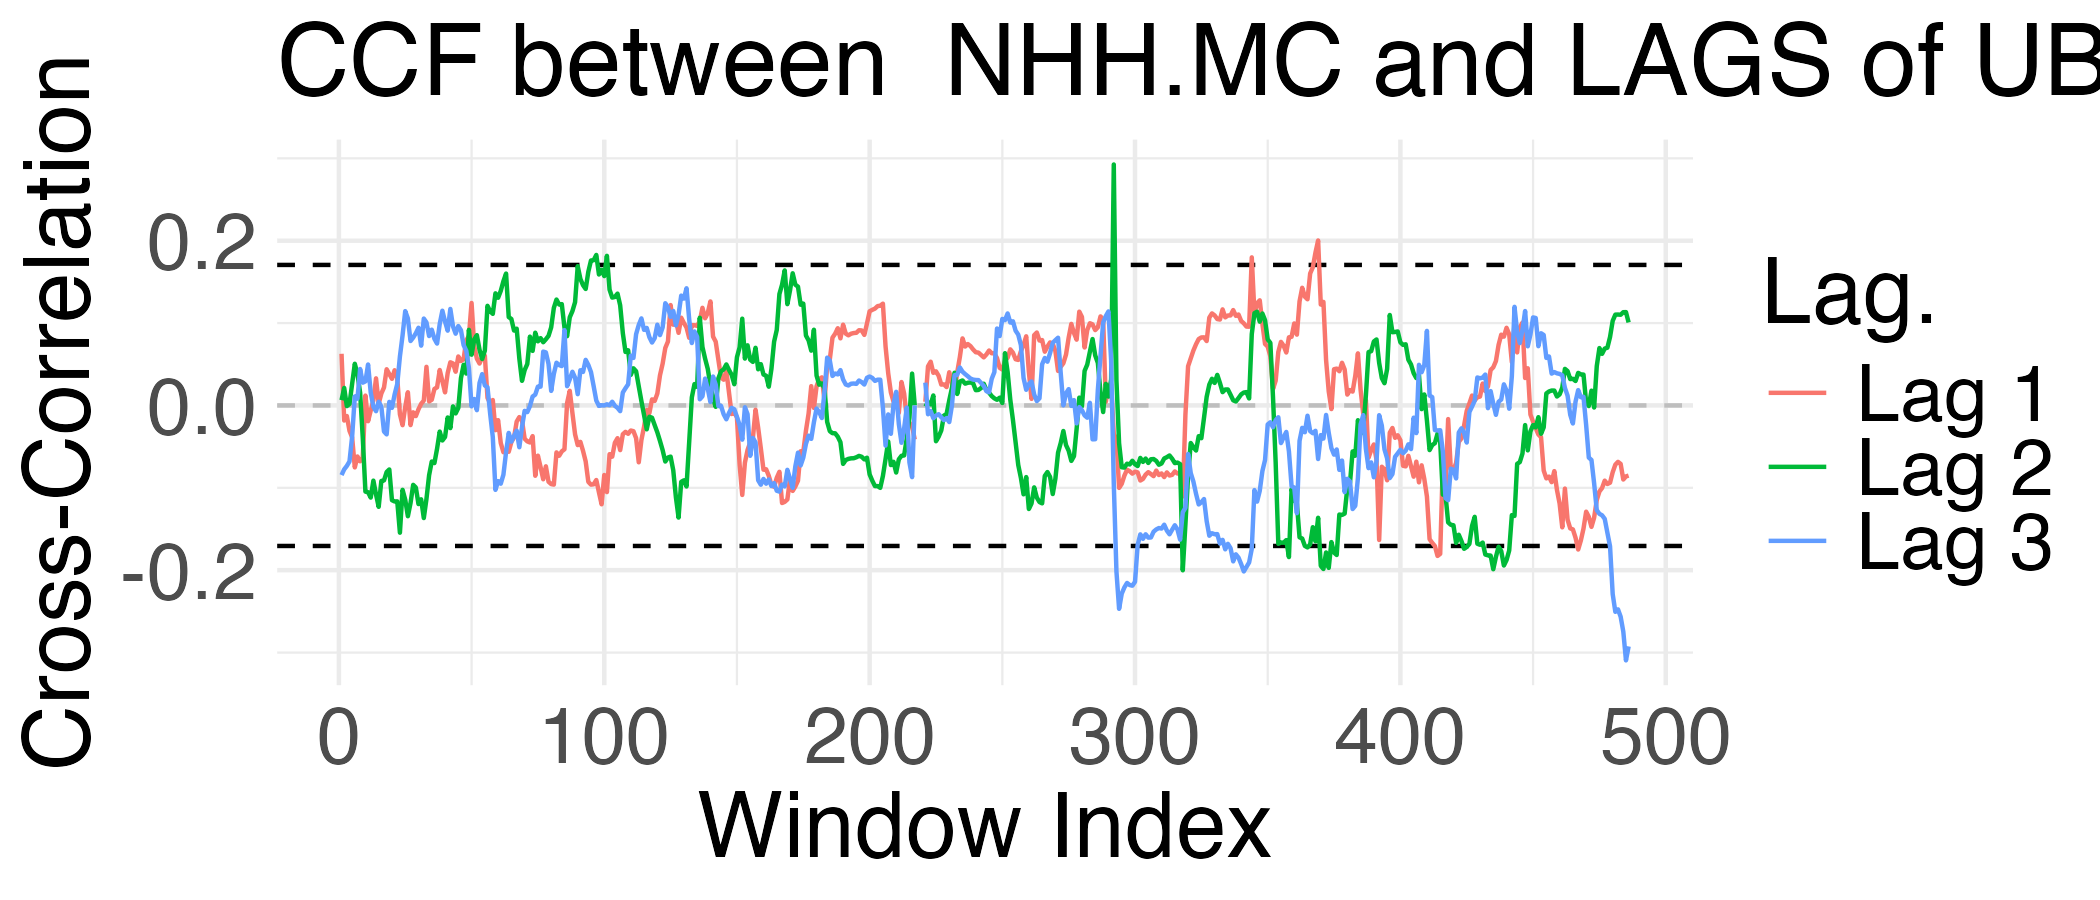 CCF between  NHH.MC and LAGS of UB
Cross-Correlation
0.2
0.0
-0.2
0
100
200
300
400
500
Window Index
Lag.
Lag 1
Lag 2
Lag 3